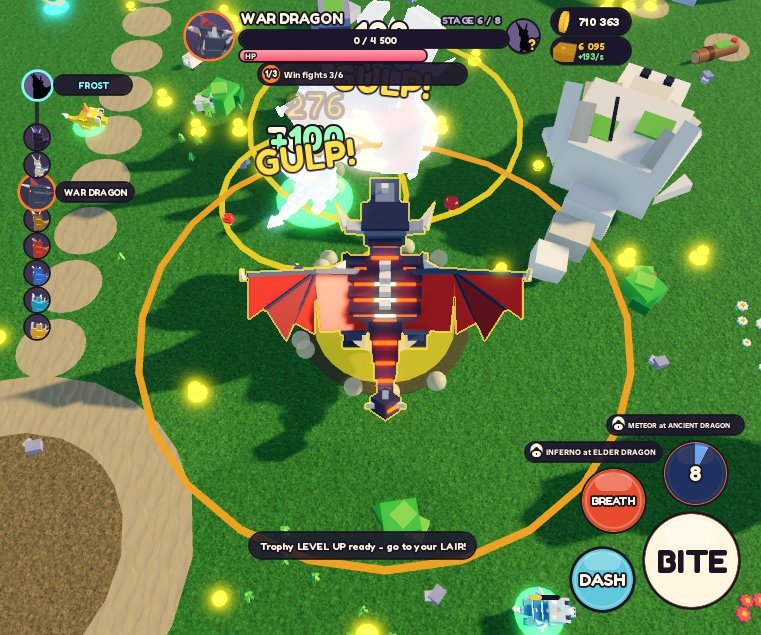 WAR DRAGON
STAGE 6 / 8
0 / 4 500
HP
1/3 Win fights 3/6
?
710 363
6 095
+193/s
FROST
WAR DRAGON
GULP!
276
+100
GULP!
METEOR at ANCIENT DRAGON
INFERNO at ELDER DRAGON
8
BREATH
BITE
DASH
Trophy LEVEL UP ready - go to your LAIR!